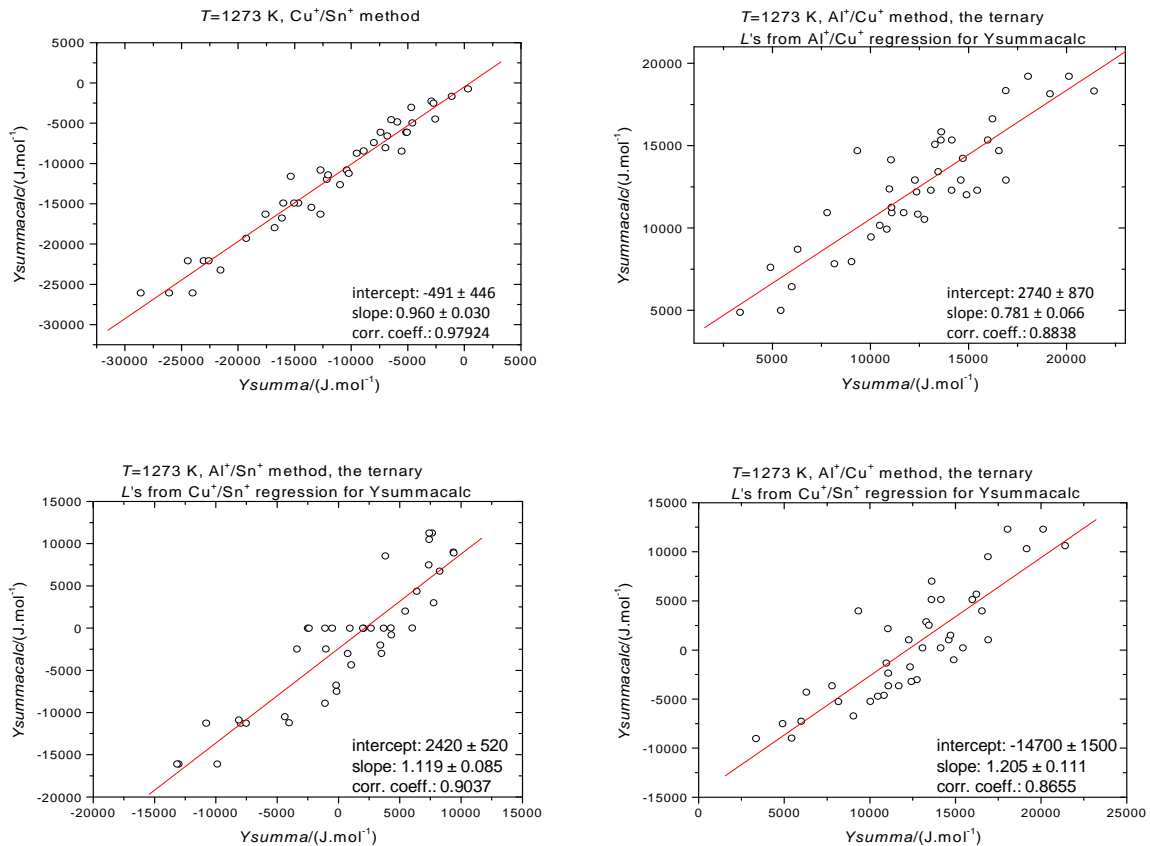 T=1273 K, Cu⁺/Sn⁺ method
5000
0
-5000
-10000
-15000
-20000
-25000
-30000
Ysummacalc/(J.mol⁻¹)
intercept: -491 ± 446
slope: 0.960 ± 0.030
corr. coeff.: 0.97924
-30000 -25000 -20000 -15000 -10000 -5000 0 5000
Ysumma/(J.mol⁻¹)
T=1273 K, Al⁺/Cu⁺ method, the ternary
L's from Al⁺/Cu⁺ regression for Ysummacalc
20000
15000
10000
5000
Ysummacalc/(J.mol⁻¹)
intercept: 2740 ± 870
slope: 0.781 ± 0.066
corr. coeff.: 0.8838
5000 10000 15000 20000
Ysumma/(J.mol⁻¹)
T=1273 K, Al⁺/Sn⁺ method, the ternary
L's from Cu⁺/Sn⁺ regression for Ysummacalc
15000
10000
5000
0
-5000
-10000
-15000
-20000
Ysummacalc/(J.mol⁻¹)
intercept: 2420 ± 520
slope: 1.119 ± 0.085
corr. coeff.: 0.9037
-20000 -15000 -10000 -5000 0 5000 10000 15000
Ysumma/(J.mol⁻¹)
T=1273 K, Al⁺/Cu⁺ method, the ternary
L's from Cu⁺/Sn⁺ regression for Ysummacalc
15000
10000
5000
0
-5000
-10000
-15000
Ysummacalc/(J.mol⁻¹)
intercept: -14700 ± 1500
slope: 1.205 ± 0.111
corr. coeff.: 0.8655
0 5000 10000 15000 20000 25000
Ysumma/(J.mol⁻¹)